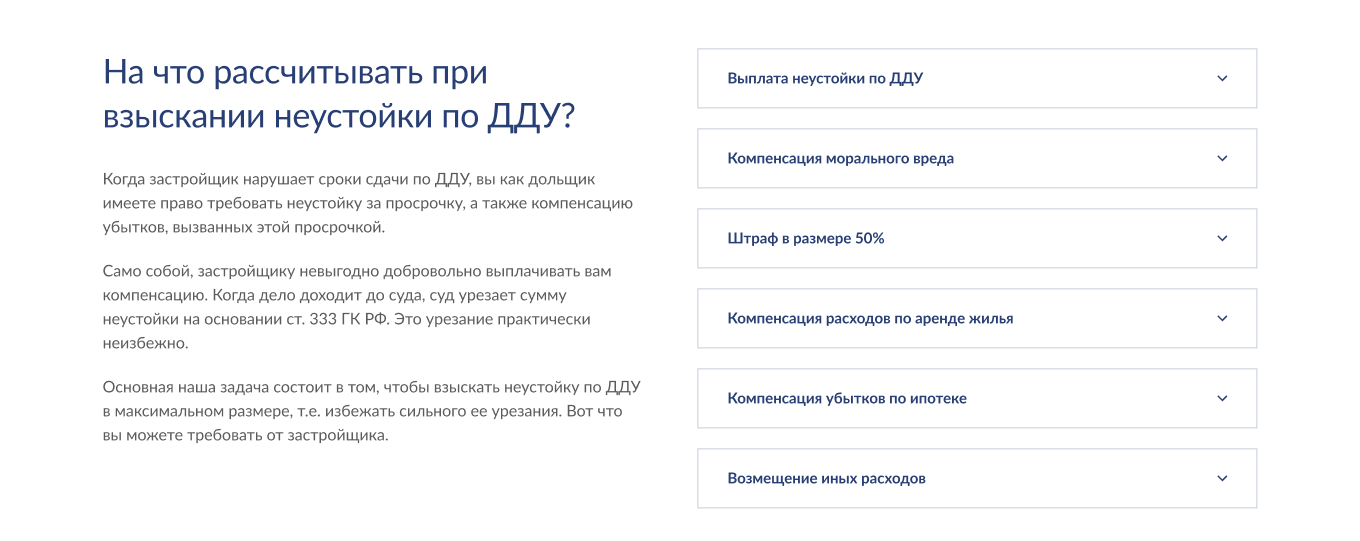 На что рассчитывать при
взыскании неустойки по ДДУ?
Когда застройщик нарушает сроки сдачи по ДДУ, вы как дольщик
имеете право требовать неустойку за просрочку, а также компенсацию
убытков, вызванных этой просрочкой.
Само собой, застройщику невыгодно добровольно выплачивать вам
компенсацию. Когда дело доходит до суда, суд урезает сумму
неустойки на основании ст. 333 ГК РФ. Это урезание практически
неизбежно.
Основная наша задача состоит в том, чтобы взыскать неустойку по ДДУ
в максимальном размере, т.е. избежать сильного ее урезания. Вот что
вы можете требовать от застройщика.
Выплата неустойки по ДДУ
Компенсация морального вреда
Штраф в размере 50%
Компенсация расходов по аренде жилья
Компенсация убытков по ипотеке
Возмещение иных расходов